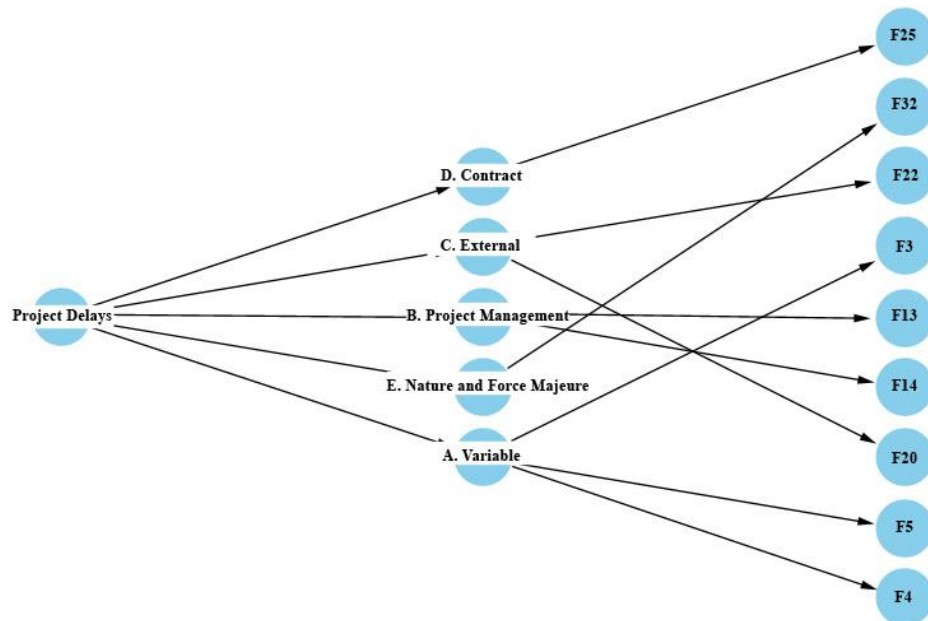 F25
F32
D. Contract
F22
C. External
F3
Project Delays
B. Project Management
F13
E. Nature and Force Majeure
F14
A. Variable
F20
F5
F4